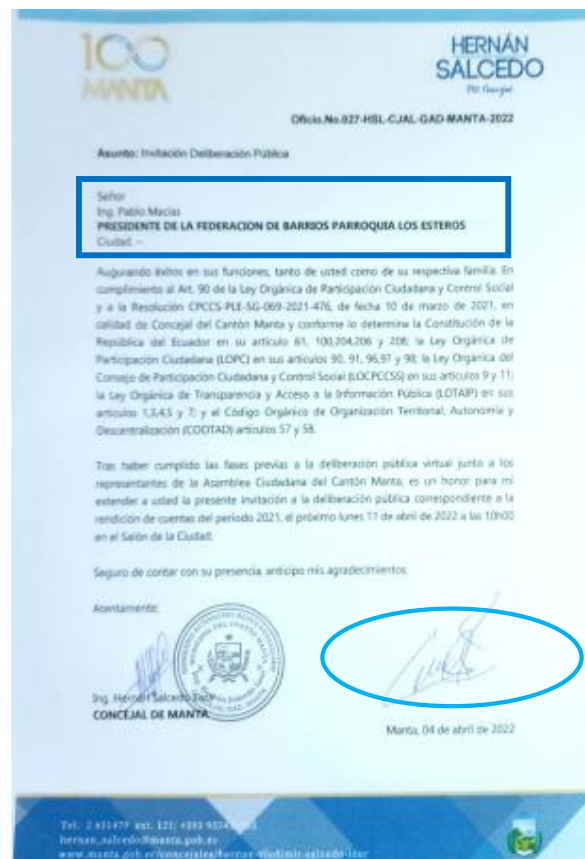 100
MANTA
HERNÁN
SALCEDO
Oficio.No.027-HSL-CJAL-GAD-MANTA-2022
Asunto: Invitación Deliberación Pública
Señor
Ing. Pablo Macías
PRESIDENTE DE LA FEDERACION DE BARRIOS PARROQUIA LOS ESTEROS
Ciudad. –
Augurando éxitos en sus funciones, tanto de usted como de su respectiva familia. En
cumplimiento al Art. 90 de la Ley Orgánica de Participación Ciudadana y Control Social
y a la Resolución CPCCS-PLE-SG-069-2021-476, de fecha 10 de marzo de 2021, en
calidad de Concejal del Cantón Manta y conforme lo determina la Constitución de la
República del Ecuador en su artículo 61, 100,204,206 y 208; la Ley Orgánica de
Participación Ciudadana (LOPC) en sus artículos 90, 91, 96,97 y 98; la Ley Orgánica del
Consejo de Participación Ciudadana y Control Social (LOCPCCSS) en sus artículos 9 y 11;
la Ley Orgánica de Transparencia y Acceso a la Información Pública (LOTAIP) en sus
artículos 1,3,4,5 y 7; y el Código Orgánico de Organización Territorial, Autonomía y
Descentralización (COOTAD) artículos 57 y 58.
Tras haber cumplido las fases previas a la deliberación pública virtual junto a los
representantes de la Asamblea Ciudadana del Cantón Manta, es un honor para mí
extender a usted la presente invitación a la deliberación pública correspondiente a la
rendición de cuentas del periodo 2021, el próximo lunes 11 de abril de 2022 a las 10h00
en el Salón de la Ciudad.
Seguro de contar con su presencia, anticipo mis agradecimientos.
Atentamente:
Ing. Hernán Salcedo
CONCEJAL DE MANTA
Manta, 04 de abril de 2022
Tel. 2 611479 ext. 121/
hernan_salcedo@manta.gob.ec